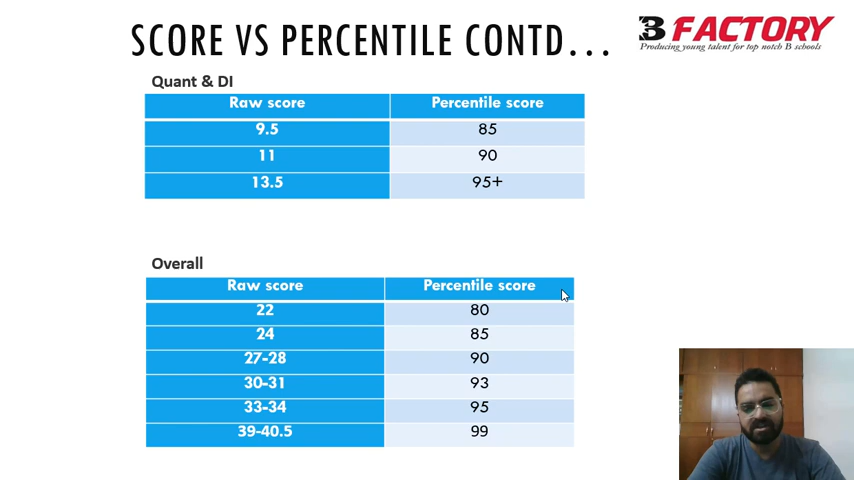 SCORE VS PERCENTILE CONTD...
B FACTORY
Producing young talent for top notch B schools
Quant & DI
Raw score Percentile score
9.5 85
11 90
13.5 95+
Overall
Raw score Percentile score
22 80
24 85
27-28 90
30-31 93
33-34 95
39-40.5 99